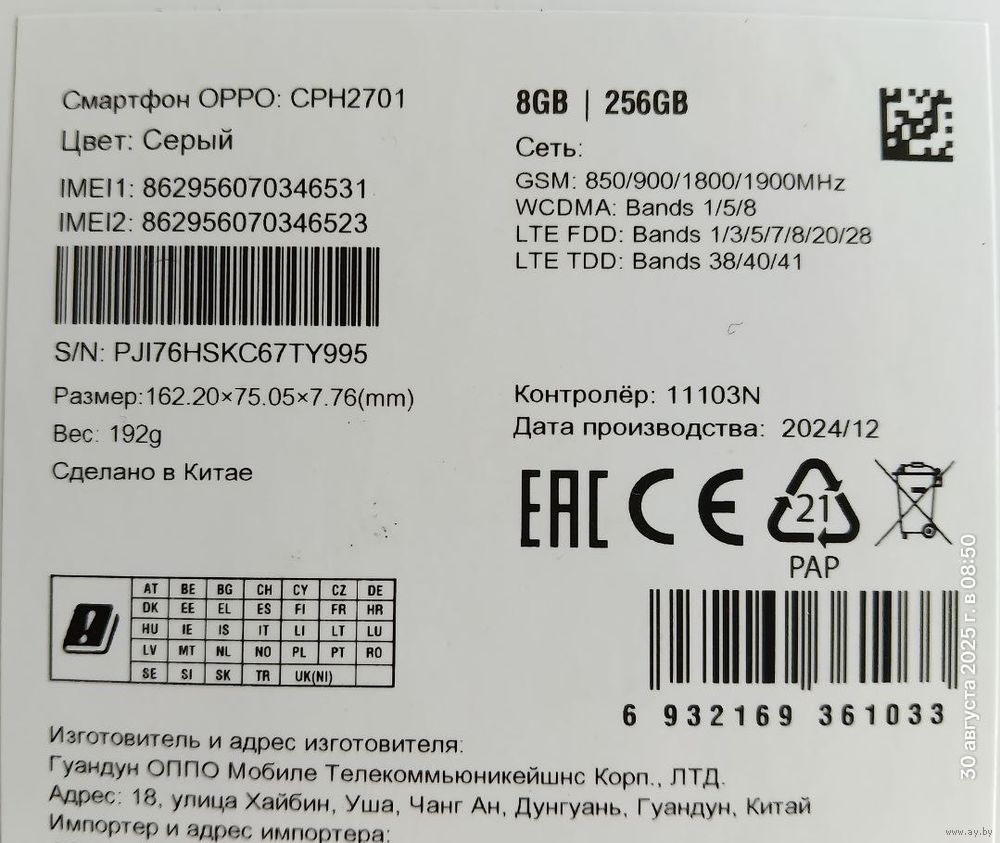 Смартфон OPPO: CPH2701
Цвет: Серый
IMEI1: 862956070346531
IMEI2: 862956070346523
S/N: PJI76HSKC67TY995
Размер:162.20×75.05×7.76(mm)
Вес: 192g
Сделано в Китае
8GB | 256GB
Сеть:
GSM: 850/900/1800/1900MHz
WCDMA: Bands 1/5/8
LTE FDD: Bands 1/3/5/7/8/20/28
LTE TDD: Bands 38/40/41
Контролёр: 11103N
Дата производства: 2024/12
EAC CE 21
PAP
AT BE BG CH CY CZ DE
DK EE EL ES FI FR HR
HU IE IS IT LI LT LU
LV MT NL NO PL PT RO
SE SI SK TR UK(NI)
6 932169 361033
Изготовитель и адрес изготовителя:
Гуандун ОППО Мобиле Телекоммьюникейшнс Корп., ЛТД.
Адрес: 18, улица Хайбин, Уша, Чанг Ан, Дунгуань, Гуандун, Китай
Импортер и адрес импортера:
30 августа 2025 г. в 08:50
www.ay.by